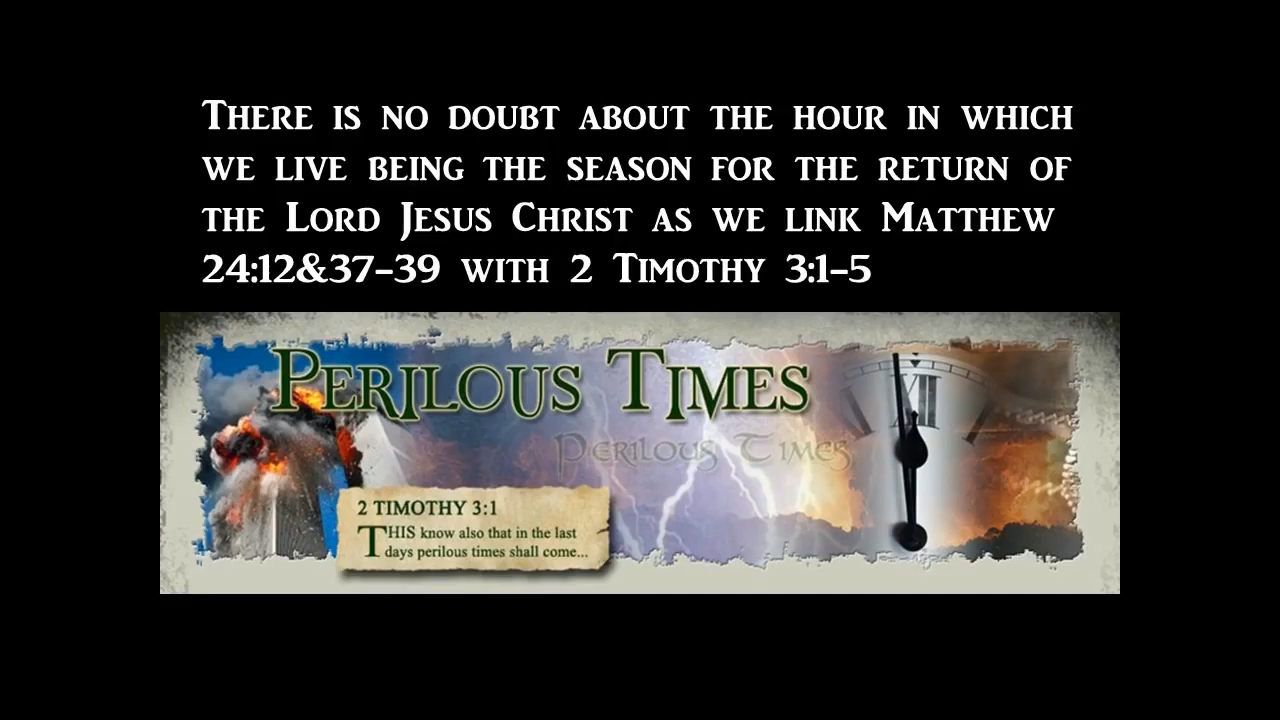 There is no doubt about the hour in which
we live being the season for the return of
the Lord Jesus Christ as we link Matthew
24:12&37-39 with 2 Timothy 3:1-5
Perilous Times
Perilous Times
2 TIMOTHY 3:1
THIS know also that in the last
days perilous times shall come...
VII